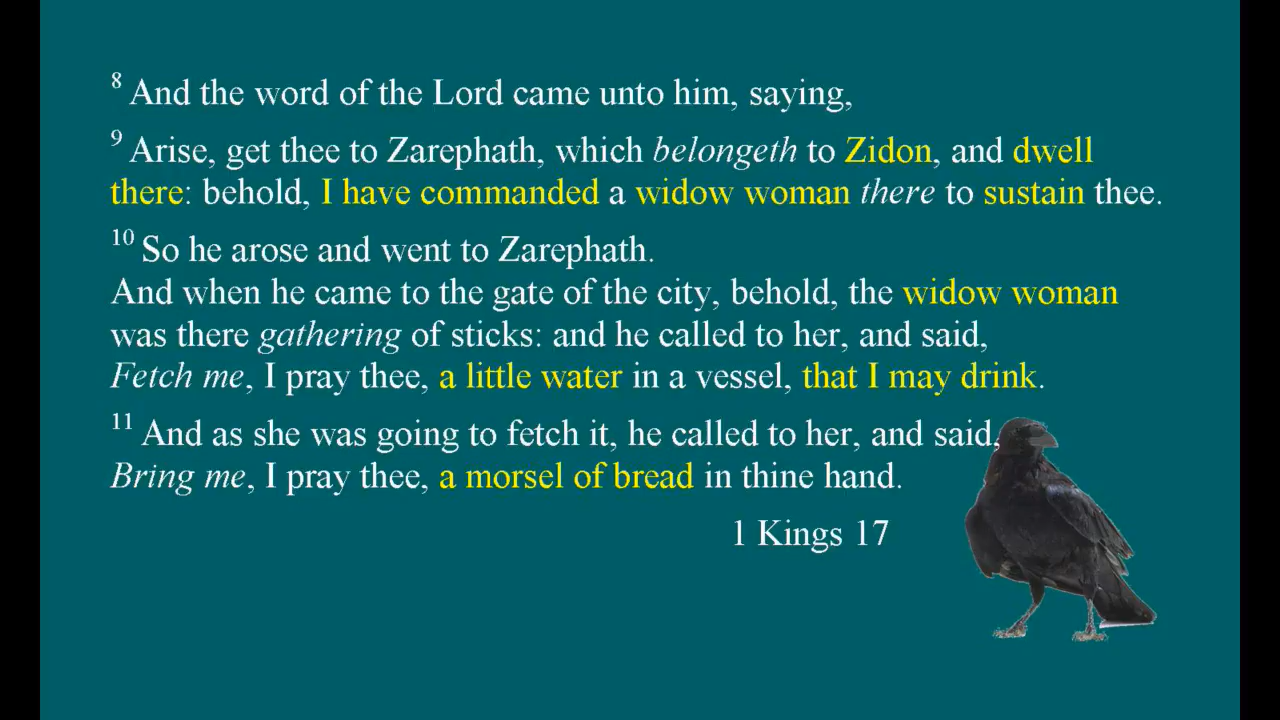 8 And the word of the Lord came unto him, saying,
9 Arise, get thee to Zarephath, which belongeth to Zidon, and dwell
there: behold, I have commanded a widow woman there to sustain thee.
10 So he arose and went to Zarephath.
And when he came to the gate of the city, behold, the widow woman
was there gathering of sticks: and he called to her, and said,
Fetch me, I pray thee, a little water in a vessel, that I may drink.
11 And as she was going to fetch it, he called to her, and said,
Bring me, I pray thee, a morsel of bread in thine hand.
1 Kings 17